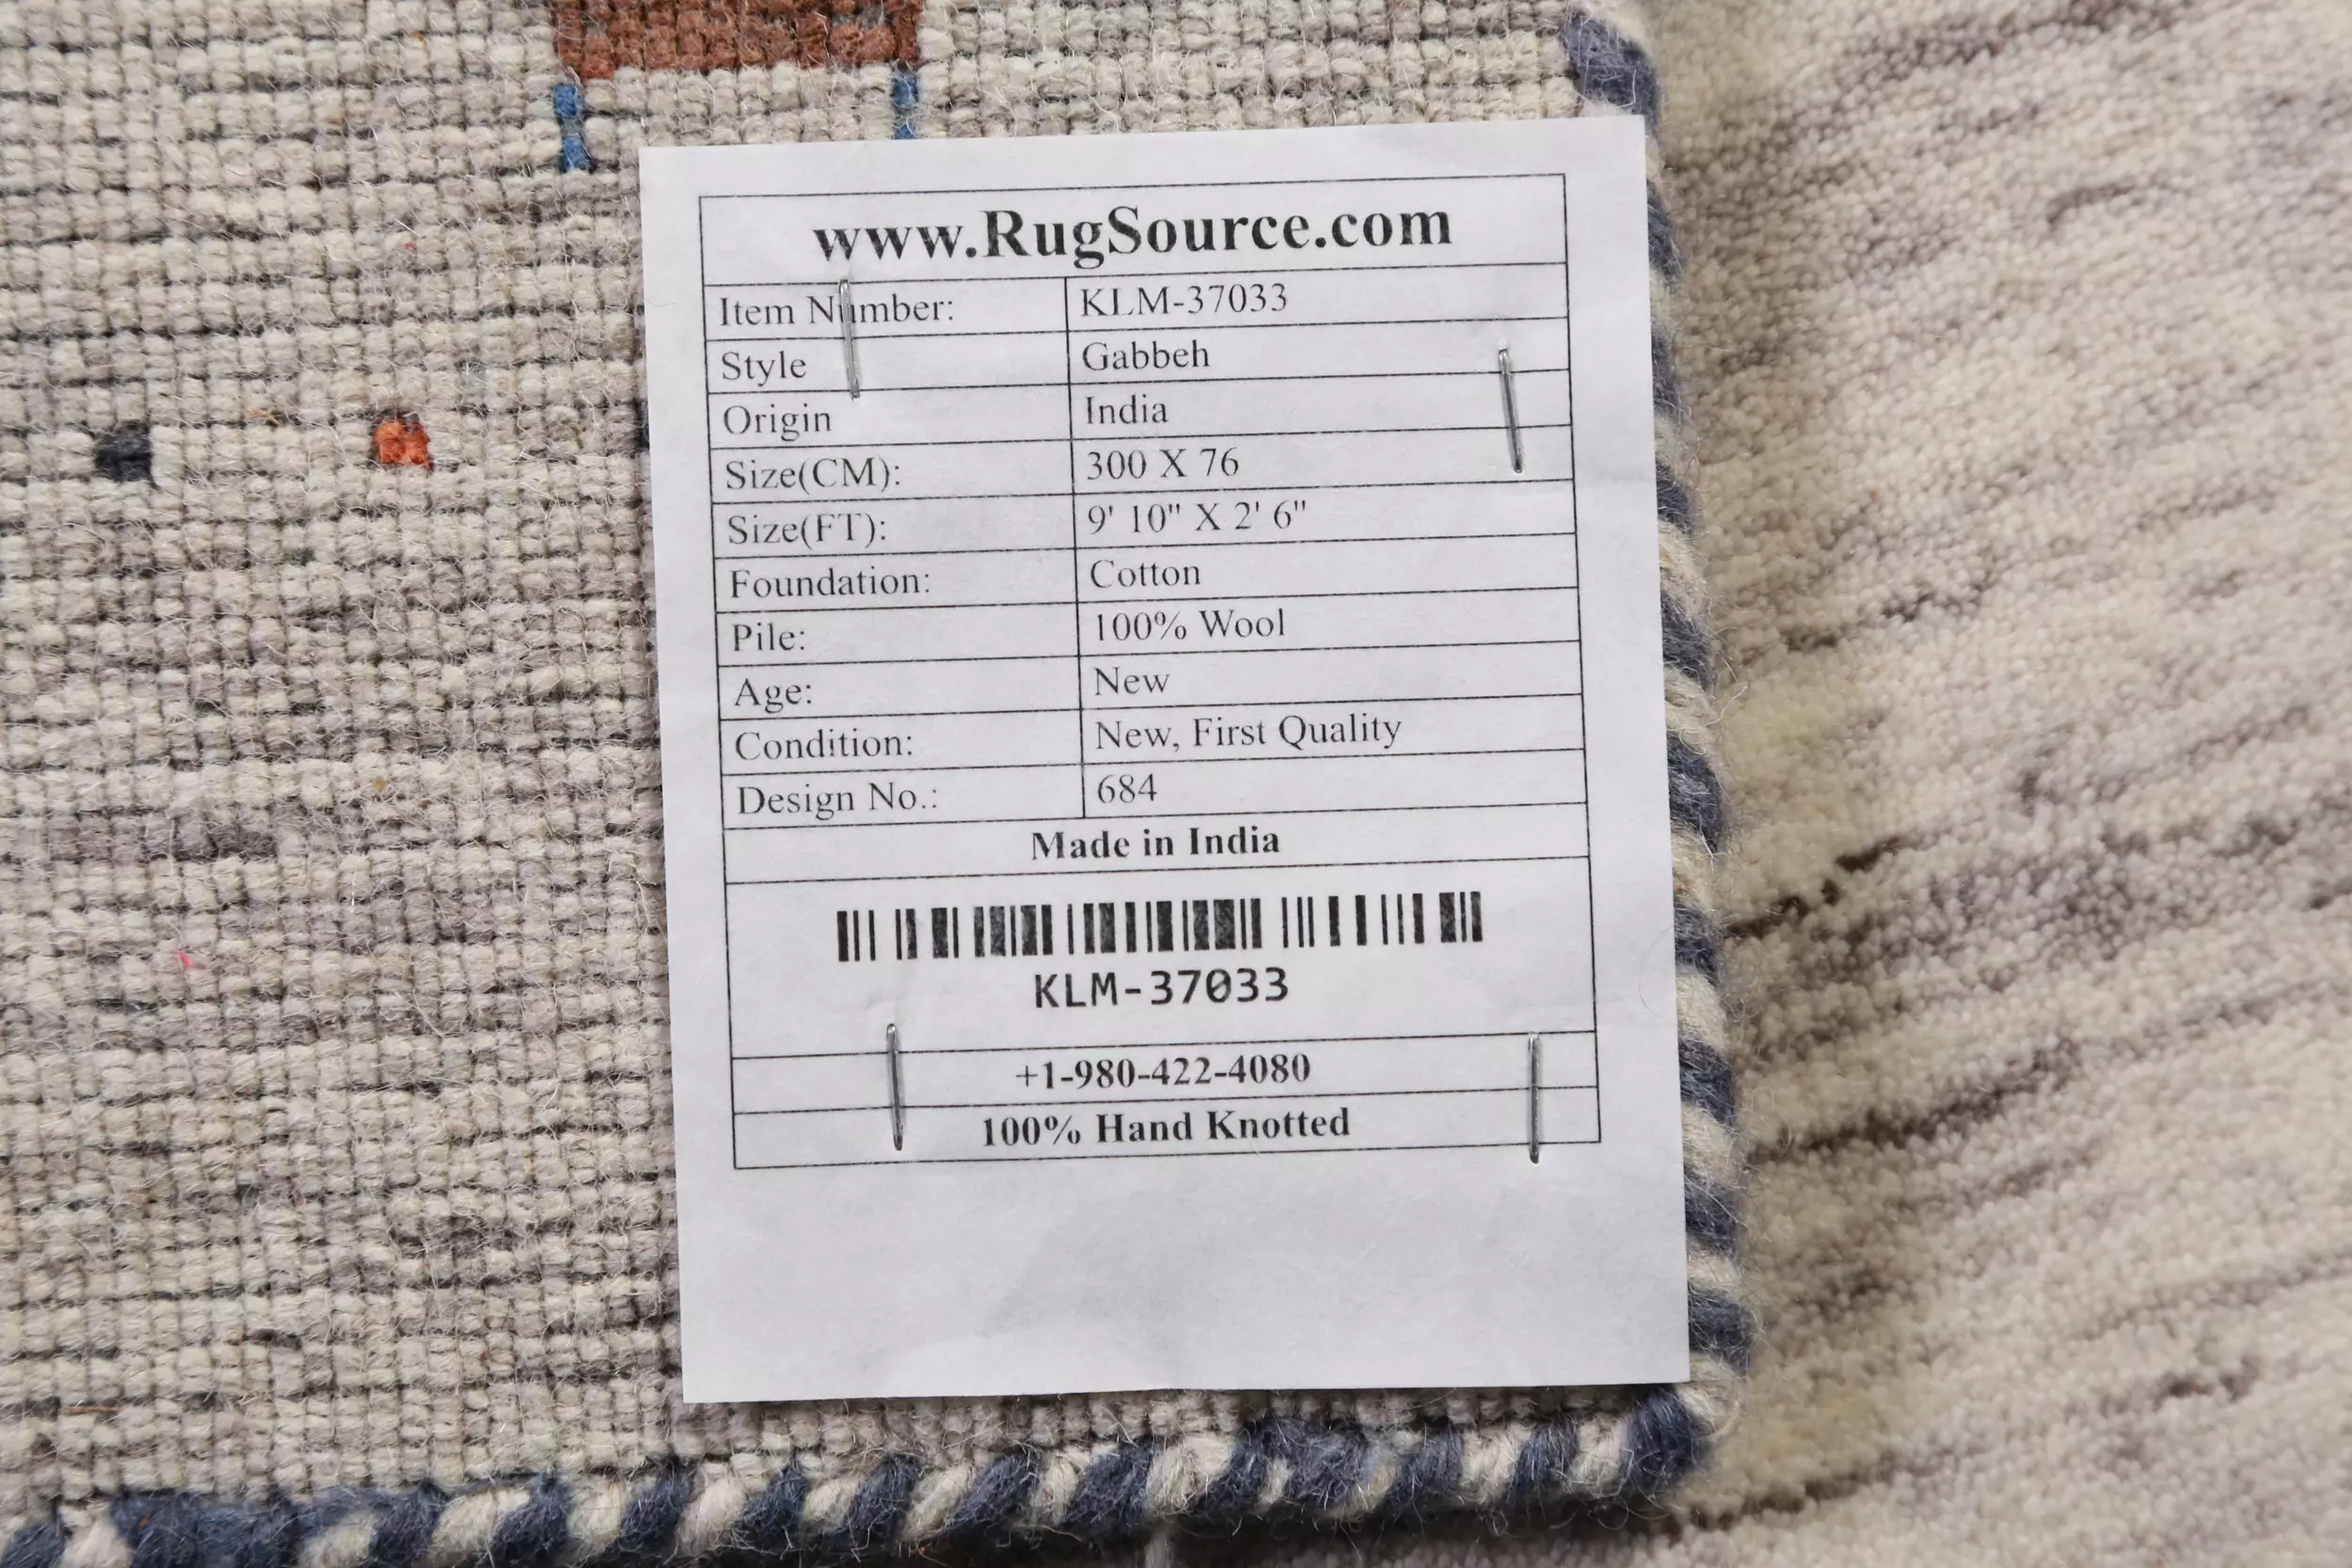 www.RugSource.com
Item Number: KLM-37033
Style Gabbeh
Origin India
Size(CM): 300 X 76
Size(FT): 9' 10" X 2' 6"
Foundation: Cotton
Pile: 100% Wool
Age: New
Condition: New, First Quality
Design No.: 684
Made in India
KLM-37033
+1-980-422-4080
100% Hand Knotted